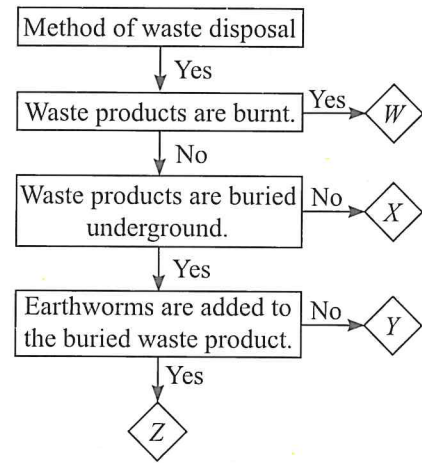 Method of waste disposal
Yes
Waste products are burnt.
Yes
W
No
Waste products are buried
underground.
No
X
Yes
Earthworms are added to
the buried waste product.
No
Y
Yes
Z